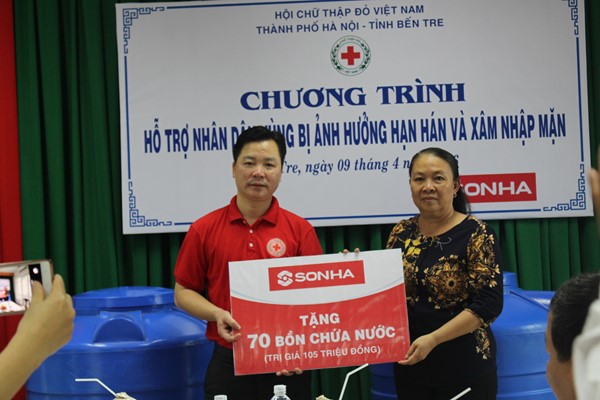 HỘI CHỮ THẬP ĐỎ VIỆT NAM
THÀNH PHỐ HÀ NỘI - TỈNH BẾN TRE
CHƯƠNG TRÌNH
HỖ TRỢ NHÂN DÂN VÙNG BỊ ẢNH HƯỞNG HẠN HÁN VÀ XÂM NHẬP MẶN
Tre, ngày 09 tháng 4
SONHA
SONHA
TẶNG
70 BỒN CHỨA NƯỚC
(TRỊ GIÁ 105 TRIỆU ĐỒNG)